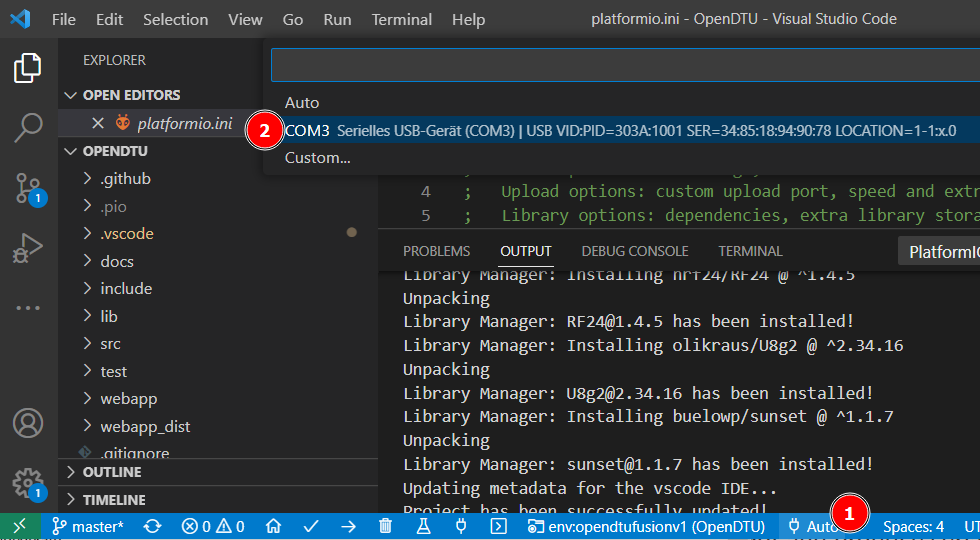 File Edit Selection View Go Run Terminal Help platformio.ini - OpenDTU - Visual Studio Code
EXPLORER
OPEN EDITORS
platformio.ini
OPENDTU
.github
.pio
.vscode
docs
include
lib
src
test
webapp
webapp_dist
.gitignore
OUTLINE
TIMELINE
1
1
Auto
2
COM3 Serielles USB-Gerät (COM3) | USB VID:PID=303A:1001 SER=34:85:18:94:90:78 LOCATION=1-1:x.0
Custom...
4 ; Upload options: custom upload port, speed and extr
5 ; Library options: dependencies, extra library stora
PROBLEMS OUTPUT DEBUG CONSOLE TERMINAL PlatformIO
Library Manager: Installing nrf24/RF24 @ ^1.4.5
Unpacking
Library Manager: RF24@1.4.5 has been installed!
Library Manager: Installing olikraus/U8g2 @ ^2.34.16
Unpacking
Library Manager: U8g2@2.34.16 has been installed!
Library Manager: Installing buelowp/sunset @ ^1.1.7
Unpacking
Library Manager: sunset@1.1.7 has been installed!
Updating metadata for the vscode IDE...
Project has been successfully updated!
master* 0 0 env:opendtufusionv1 (OpenDTU) Auto 1 Spaces: 4 UT